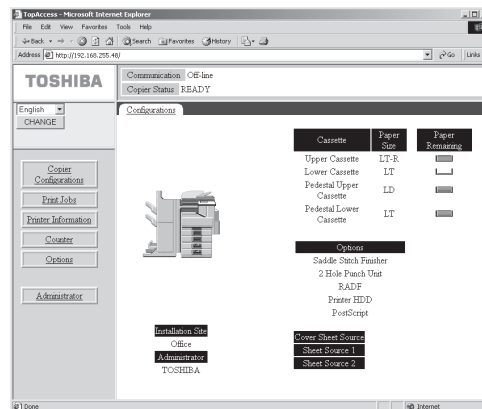 TopAccess - Microsoft Internet Explorer
File Edit View Favorites Tools Help
Back Search Favorites History
Address http://192.168.255.48/ Go Links
TOSHIBA
Communication Off-line
Copier Status READY
English
CHANGE
Configurations
Cassette Paper Size Paper Remaining
Upper Cassette LT-R
Lower Cassette LT
Pedestal Upper Cassette LD
Pedestal Lower Cassette LT
Copier Configurations
Print Jobs
Printer Information
Counter
Options
Administrator
Options
Saddle Stitch Finisher
2 Hole Punch Unit
RADF
Printer HDD
PostScript
Installation Site
Office
Administrator
TOSHIBA
Cover Sheet Source
Sheet Source 1
Sheet Source 2
Done Internet